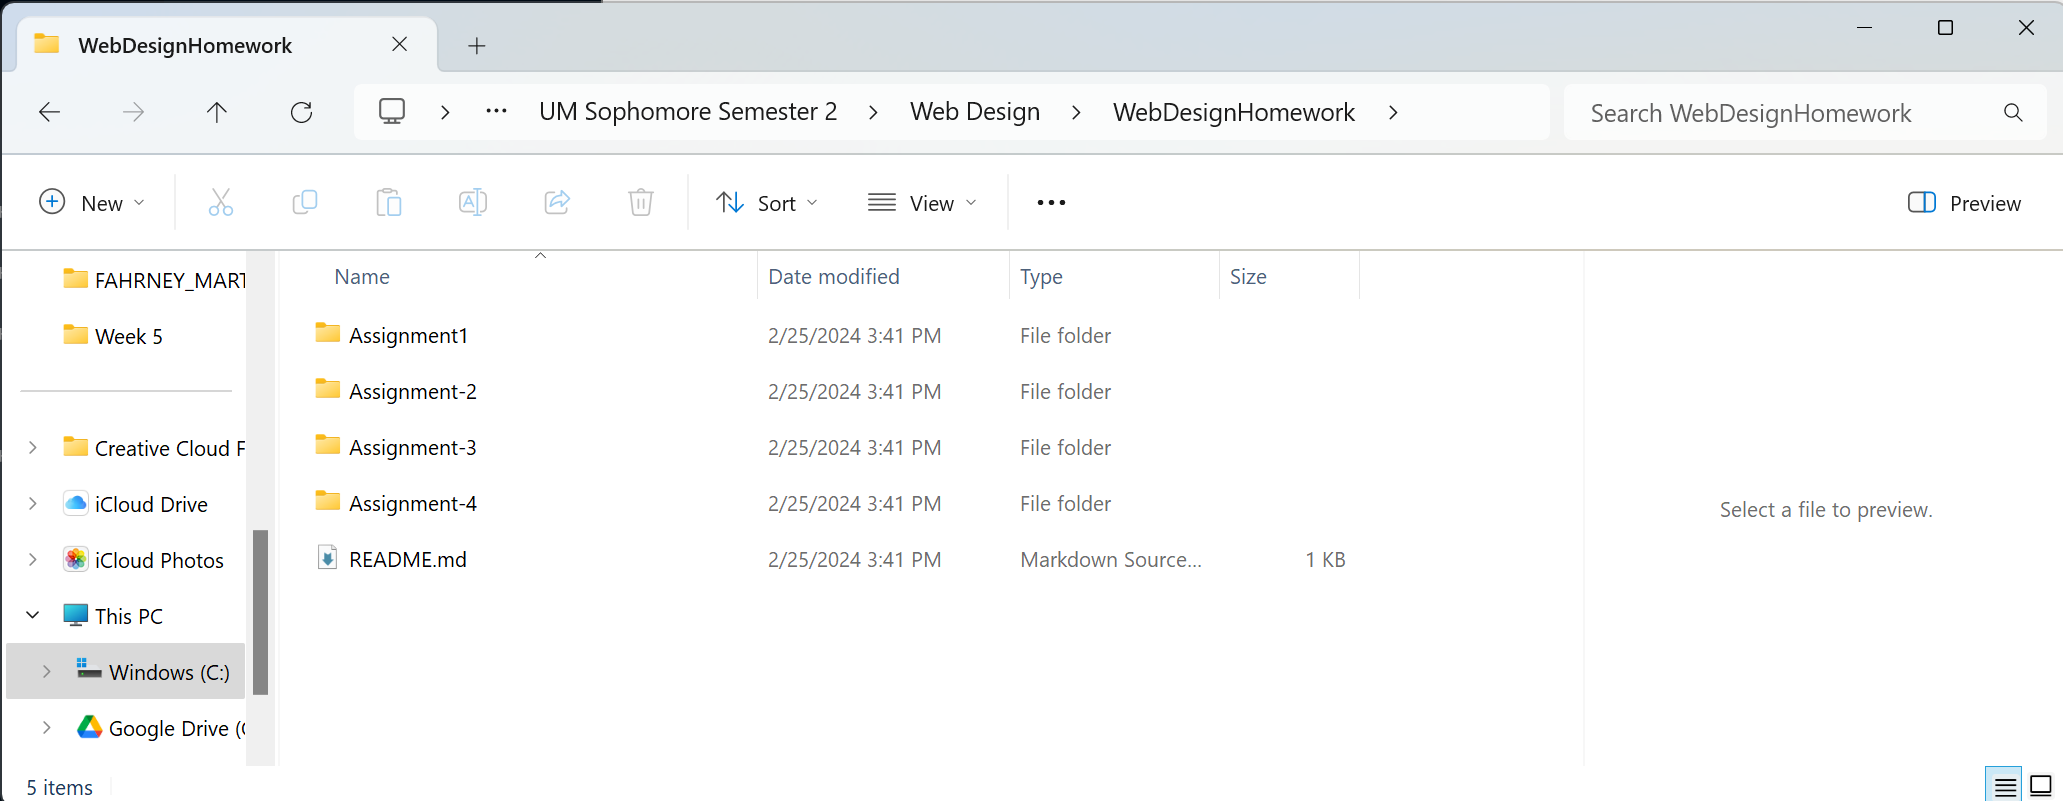 WebDesignHomework
UM Sophomore Semester 2 > Web Design > WebDesignHomework >
Search WebDesignHomework
New
Sort
View
Preview
FAHRNEY_MART
Week 5
Creative Cloud F
iCloud Drive
iCloud Photos
This PC
Windows (C:)
Google Drive (
Name Date modified Type Size
Assignment1 2/25/2024 3:41 PM File folder
Assignment-2 2/25/2024 3:41 PM File folder
Assignment-3 2/25/2024 3:41 PM File folder
Assignment-4 2/25/2024 3:41 PM File folder
README.md 2/25/2024 3:41 PM Markdown Source... 1 KB
Select a file to preview.
5 items